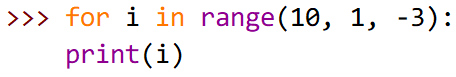 >>> for i in range(10, 1, -3):
    print(i)